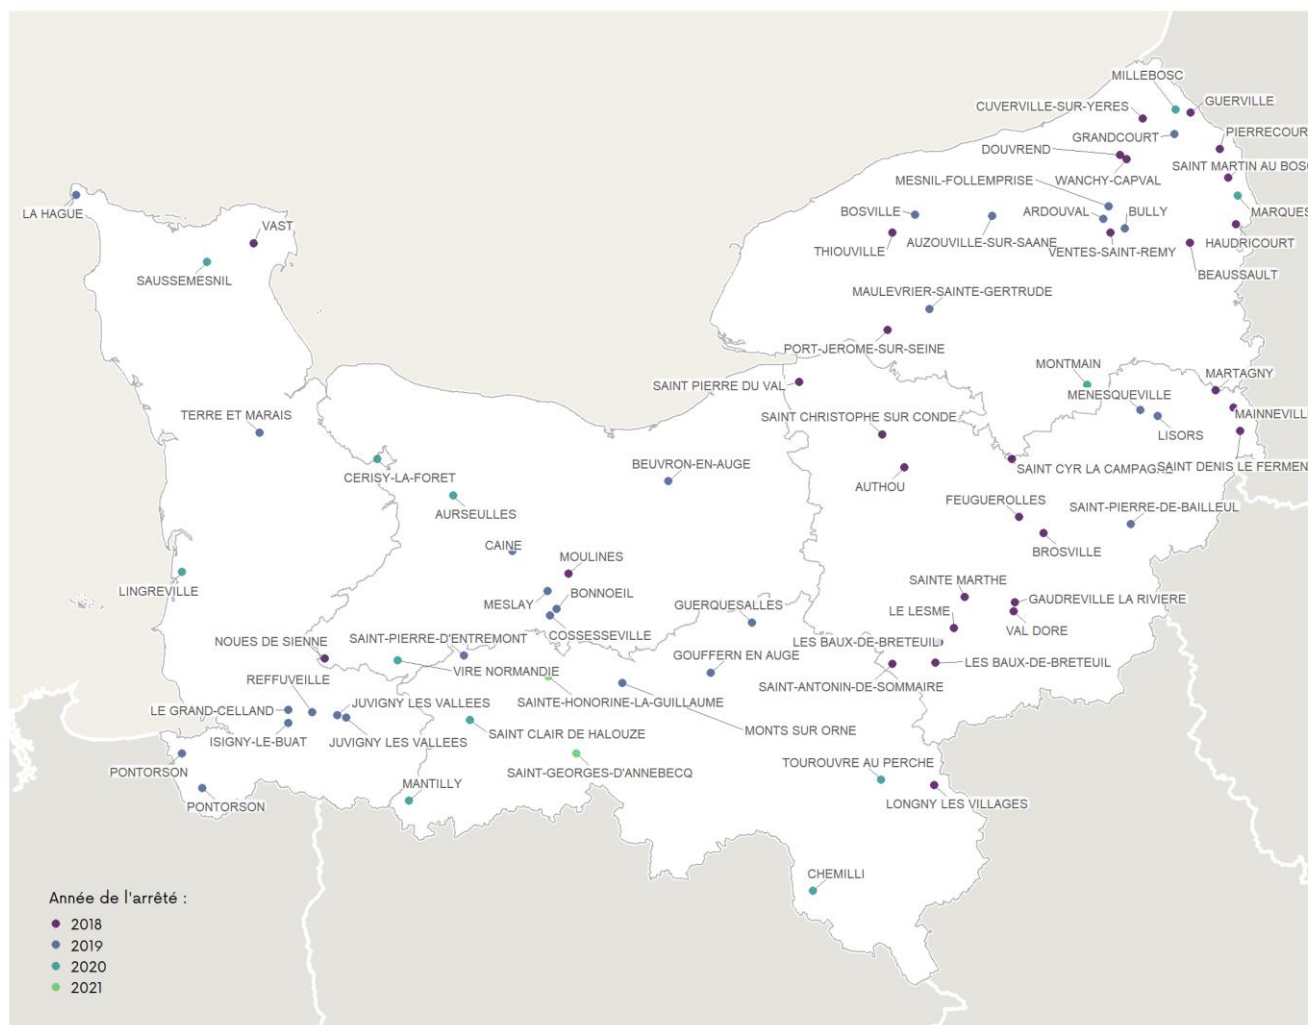 MILLEBOSC
GUERVILLE
CUVERVILLE-SUR-YERES
PIERRECOUR
GRANDCOURT
DOUVREND
SAINT MARTIN AU BOSC
WANCHY-CAPVAL
MESNIL-FOLLEMPRISE
LA HAGUE
BOSVILLE
ARDOUVAL
BULLY
MARQUES
VAST
AUZOUVILLE-SUR-SAANE
HAUDRICOURT
THIOUVILLE
VENTES-SAINT-REMY
BEAUSSAULT
SAUSSEMESNIL
MAULEVRIER-SAINTE-GERTRUDE
PORT-JEROME-SUR-SEINE
MONTMAIN
MARTAGNY
SAINT PIERRE DU VAL
MENESQUEVILLE
TERRE ET MARAIS
SAINT CHRISTOPHE SUR CONDE
MAINNEVILLE
LISORS
BEUVRON-EN-AUGE
SAINT CYR LA CAMPAGNE
SAINT DENIS LE FERMEN
CERISY-LA-FORET
AUTHOU
FEUGUEROLLES
SAINT-PIERRE-DE-BAILLEUL
AURSEULLES
CAINE
BROSVILLE
MOULINES
SAINTE MARTHE
LINGREVILLE
MESLAY
BONNOEIL
GUERQUESALLES
GAUDREVILLE LA RIVIERE
LE LESME
VAL DORE
COSSESSEVILLE
NOUES DE SIENNE
SAINT-PIERRE-D'ENTREMONT
LES BAUX-DE-BRETEUIL
GOUFFERN EN AUGE
LES BAUX-DE-BRETEUIL
VIRE NORMANDIE
REFFUVEILLE
SAINT-ANTONIN-DE-SOMMAIRE
SAINTE-HONORINE-LA-GUILLAUME
JUVIGNY LES VALLEES
LE GRAND-CELLAND
SAINT CLAIR DE HALOUZE
MONTS SUR ORNE
ISIGNY-LE-BUAT
JUVIGNY LES VALLEES
TOUROUVRE AU PERCHE
PONTORSON
SAINT-GEORGES-D'ANNEBECQ
MANTILLY
LONGNY LES VILLAGES
PONTORSON
CHEMILLI
Année de l'arrêté :
2018
2019
2020
2021